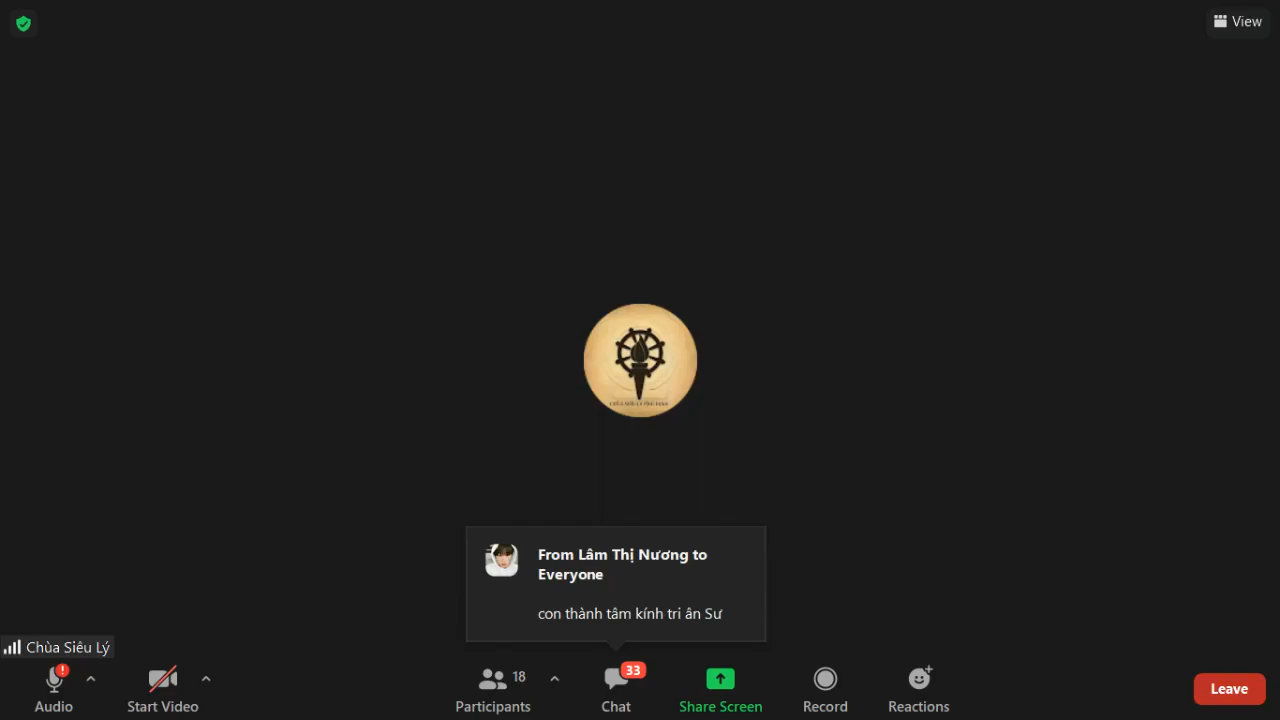 View
From Lâm Thị Nương to
Everyone
con thành tâm kính tri ân Sư
Chùa Siêu Lý
Audio
Start Video
18
Participants
33
Chat
Share Screen
Record
Reactions
Leave